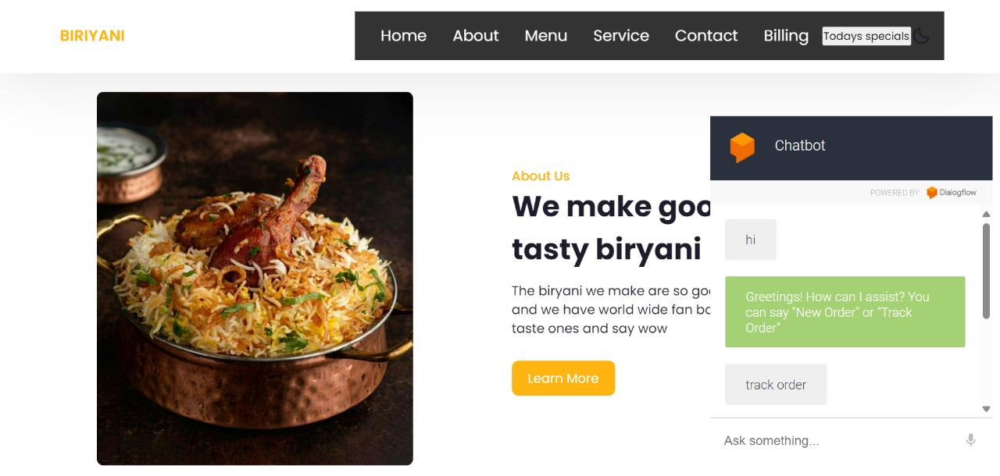 BIRIYANI
Home About Menu Service Contact Billing Todays specials
About Us
We make goo
tasty biryani
The biryani we make are so goo
and we have world wide fan ba
taste ones and say wow
Learn More
Chatbot
POWERED BY Dialogflow
hi
Greetings! How can I assist? You
can say "New Order" or "Track
Order"
track order
Ask something...